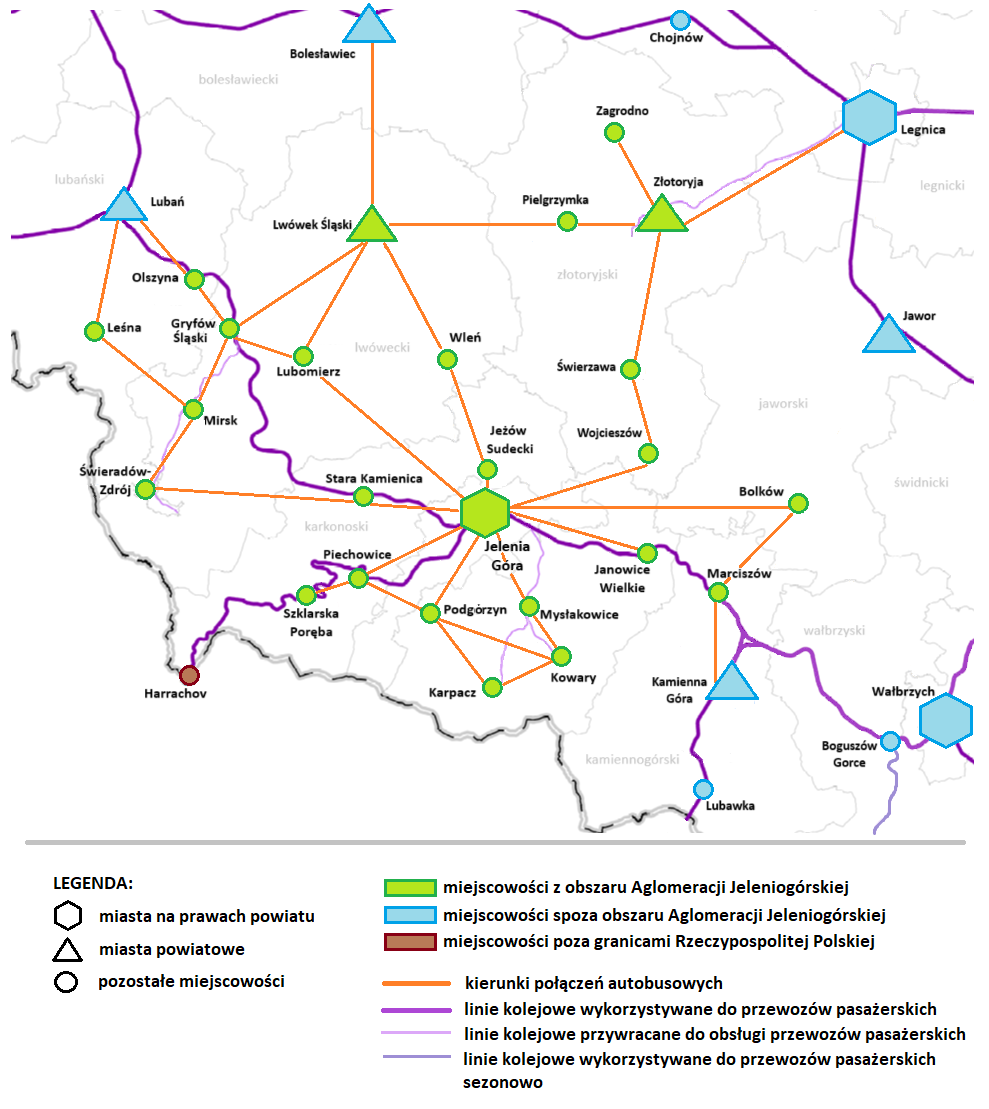 Chojnów
Bolesławiec
bolesławiecki
Zagrodno
Legnica
lubański
Złotoryja
legnicki
Lubań
Pielgrzymka
Lwówek Śląski
Olszyna
złotoryjski
Jawor
Leśna
Gryfów
Śląski
Wleń
lwówecki
Lubomierz
Świerzawa
jaworski
Mirsk
Wojcieszów
Jeżów
Sudecki
Świeradów-
Zdrój
Stara Kamienica
świdnicki
Bolków
karkonoski
Jelenia
Góra
Piechowice
Janowice
Wielkie
Marciszów
Szklarska
Poręba
Podgórzyn
Mysłakowice
wałbrzyski
Kowary
Kamienna
Góra
Karpacz
Harrachov
Wałbrzych
Boguszów
Gorce
kamiennogórski
Lubawka
LEGENDA:
miasta na prawach powiatu
miasta powiatowe
pozostałe miejscowości
miejscowości z obszaru Aglomeracji Jeleniogórskiej
miejscowości spoza obszaru Aglomeracji Jeleniogórskiej
miejscowości poza granicami Rzeczypospolitej Polskiej
kierunki połączeń autobusowych
linie kolejowe wykorzystywane do przewozów pasażerskich
linie kolejowe przywracane do obsługi przewozów pasażerskich
linie kolejowe wykorzystywane do przewozów pasażerskich
sezonowo